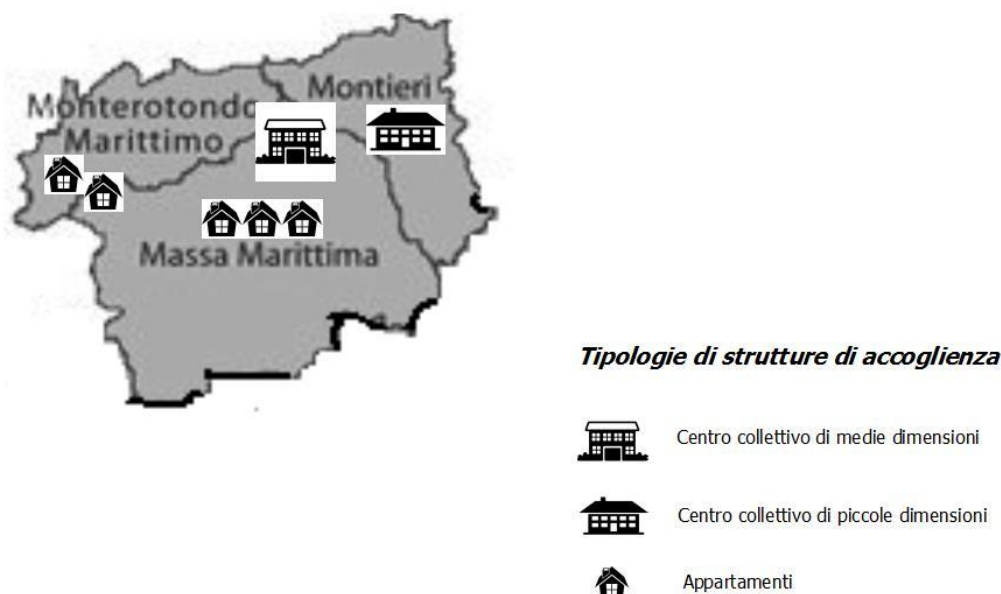 Montieri
Monterotondo
Marittimo
Massa Marittima
Tipologie di strutture di accoglienza
Centro collettivo di medie dimensioni
Centro collettivo di piccole dimensioni
Appartamenti